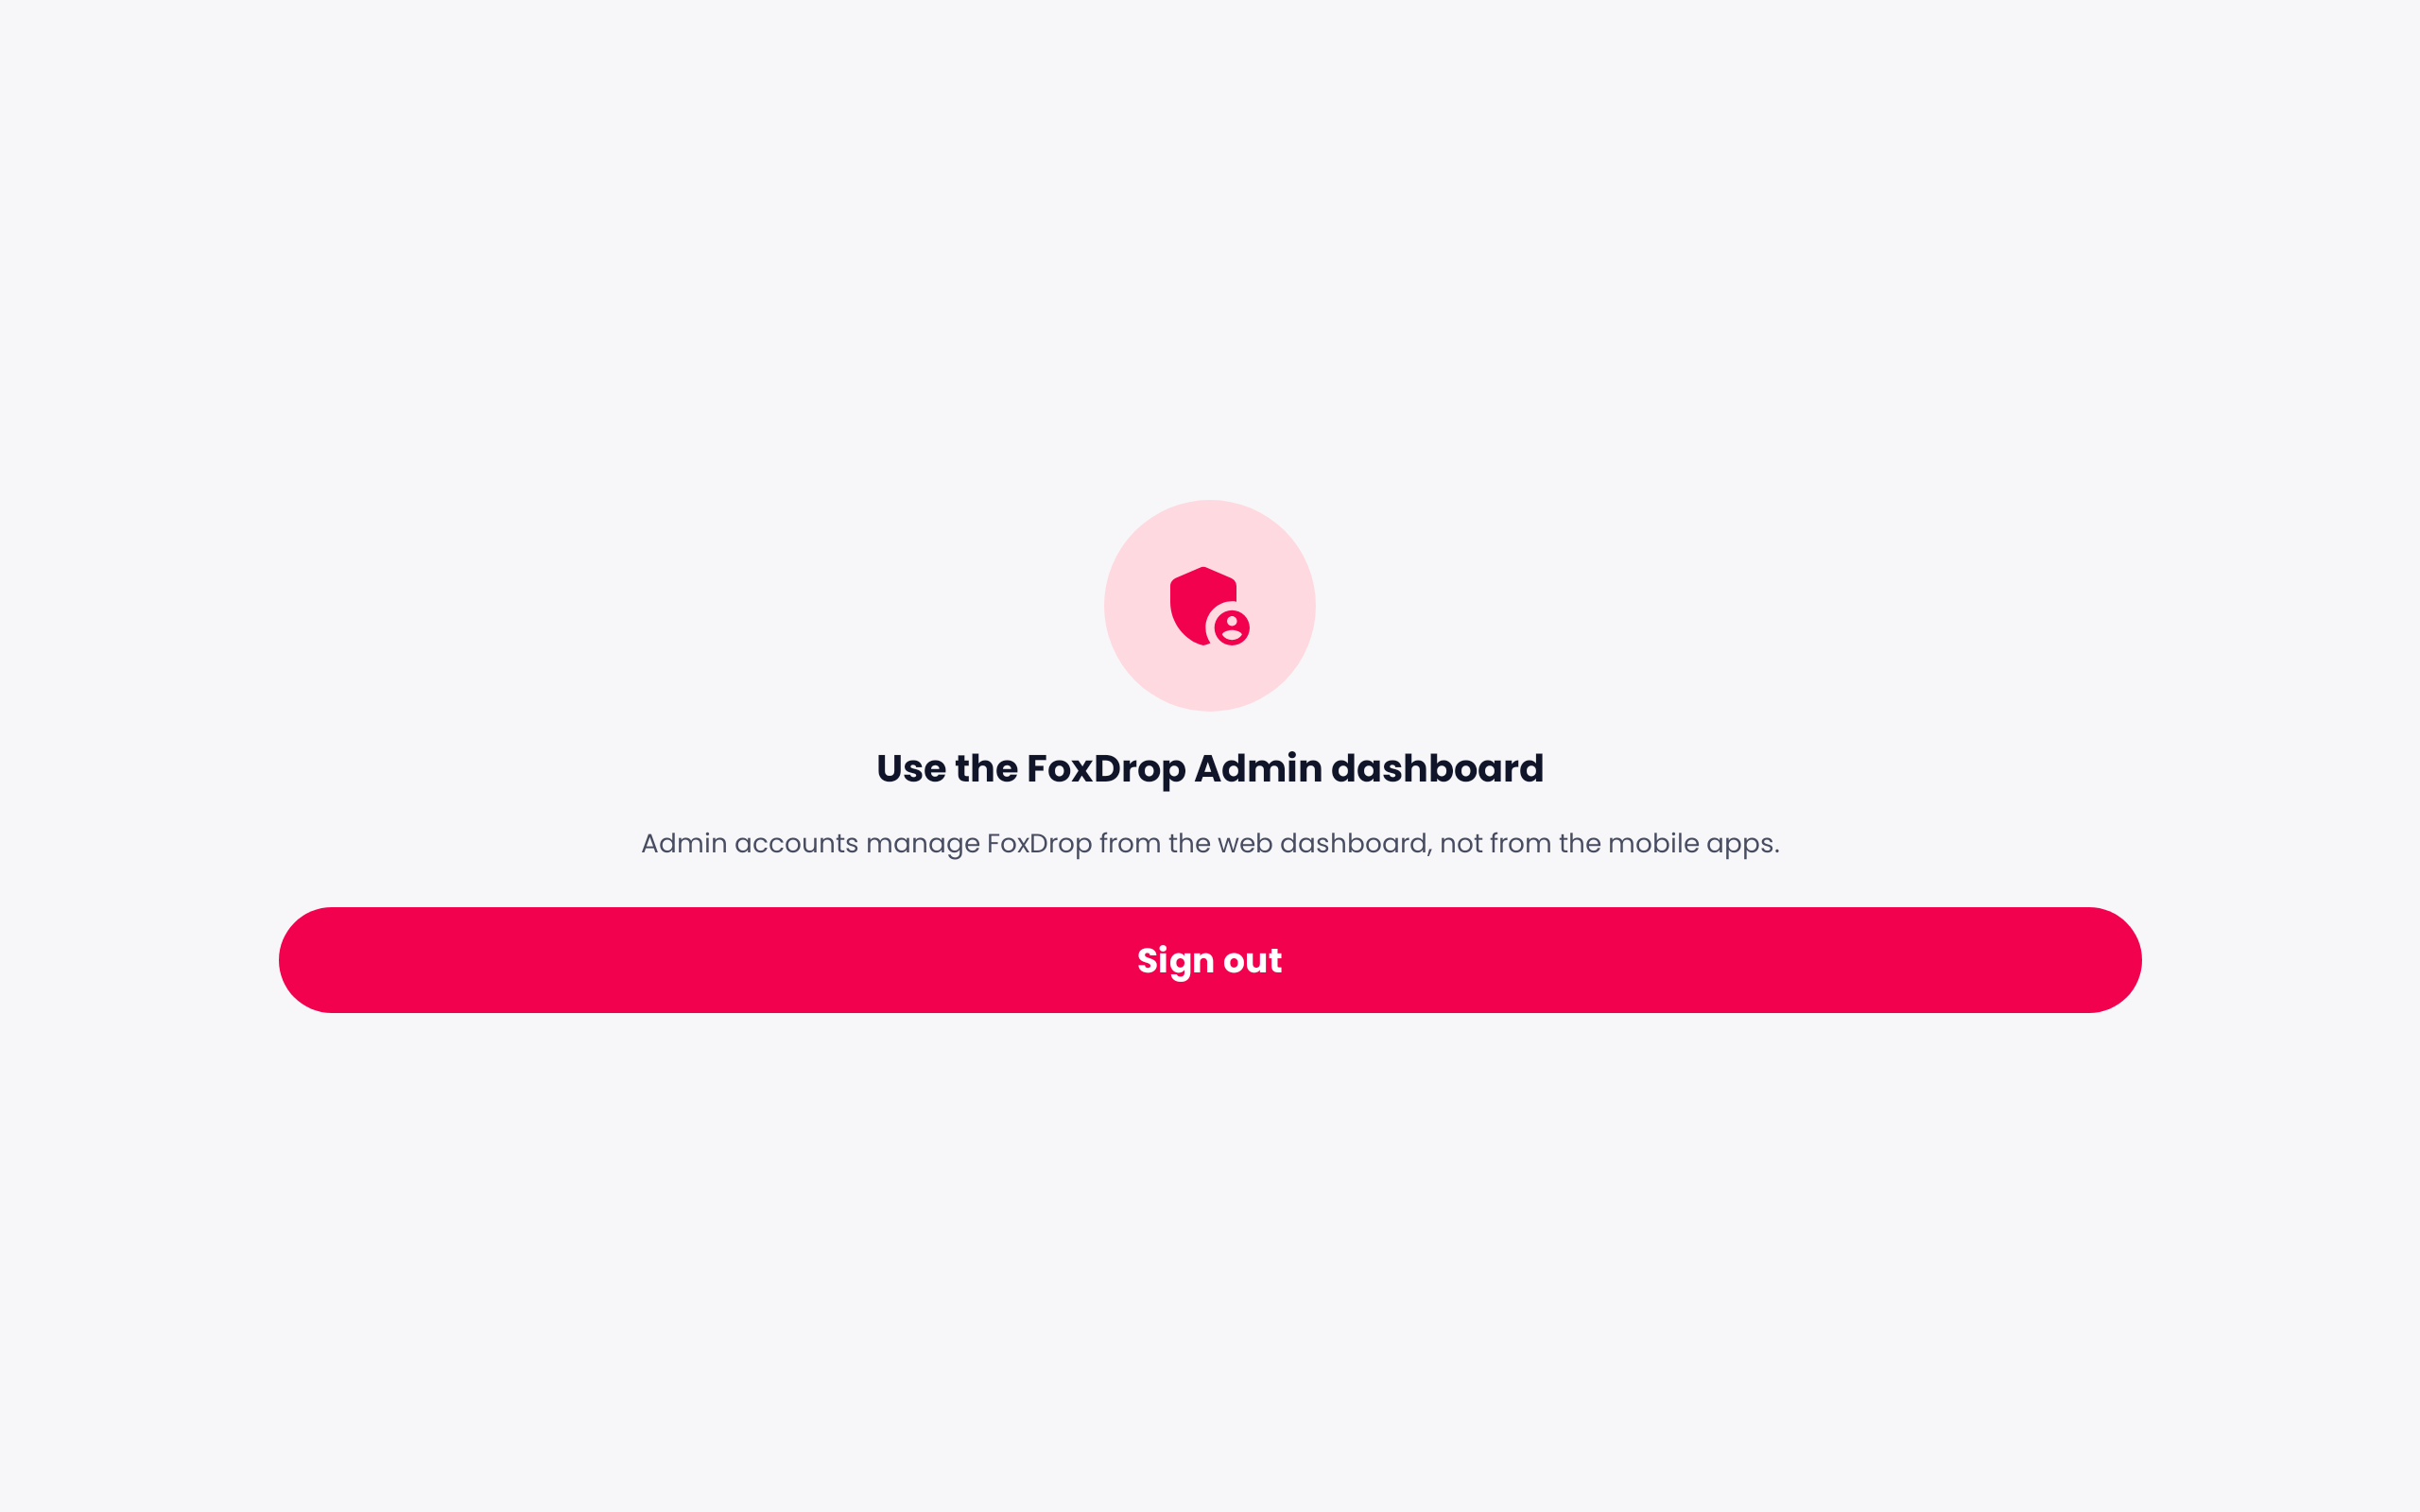 Use the FoxDrop Admin dashboard
Admin accounts manage FoxDrop from the web dashboard, not from the mobile apps.
Sign out